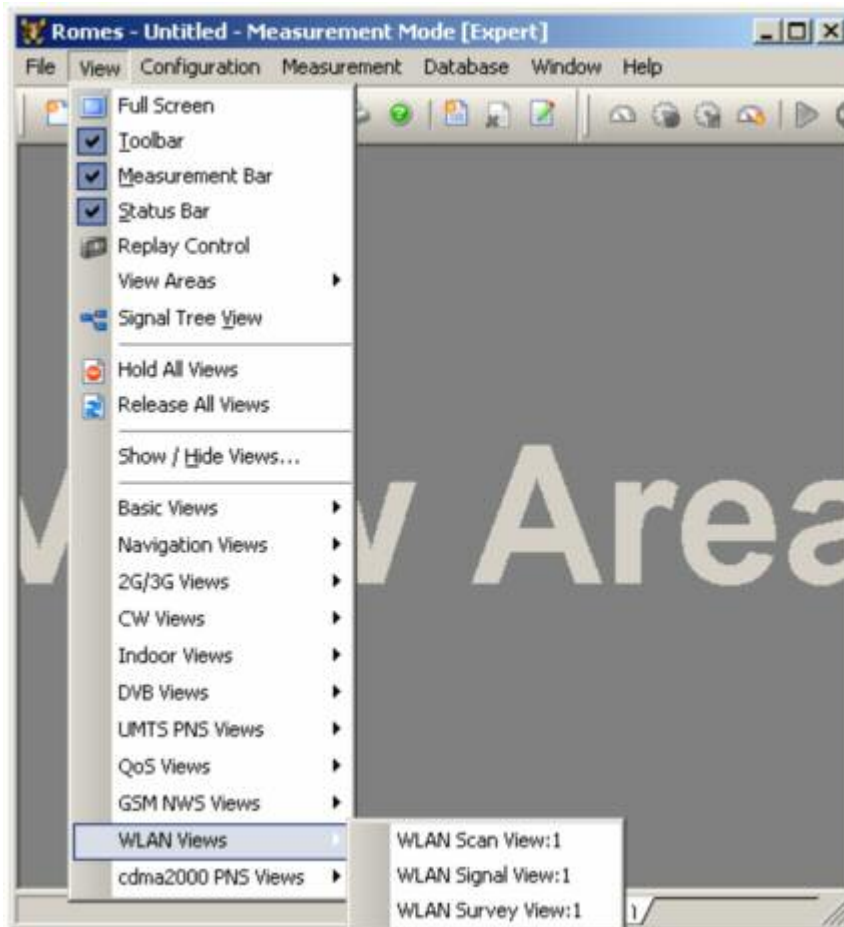 Romes - Untitled - Measurement Mode [Expert]
File View Configuration Measurement Database Window Help
Full Screen
Toolbar
Measurement Bar
Status Bar
Replay Control
View Areas
Signal Tree View
Hold All Views
Release All Views
Show / Hide Views...
Basic Views
Navigation Views
2G/3G Views
CW Views
Indoor Views
DVB Views
UMTS PNS Views
QoS Views
GSM NWS Views
WLAN Views
cdma2000 PNS Views
WLAN Scan View:1
WLAN Signal View:1
WLAN Survey View:1
Area